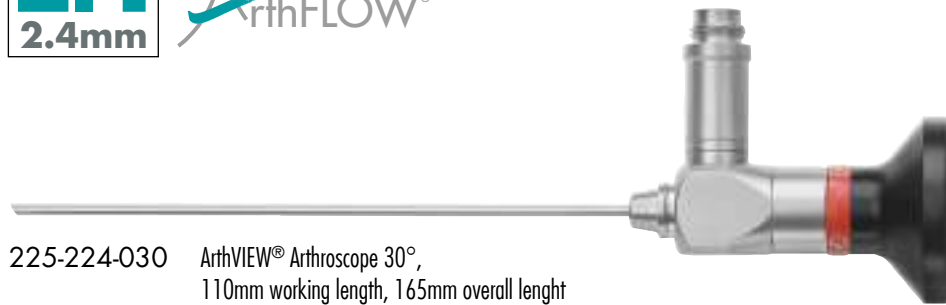 2.4mm
ArthFLOW®
225-224-030 ArthVIEW® Arthroscope 30°,
110mm working length, 165mm overall lenght